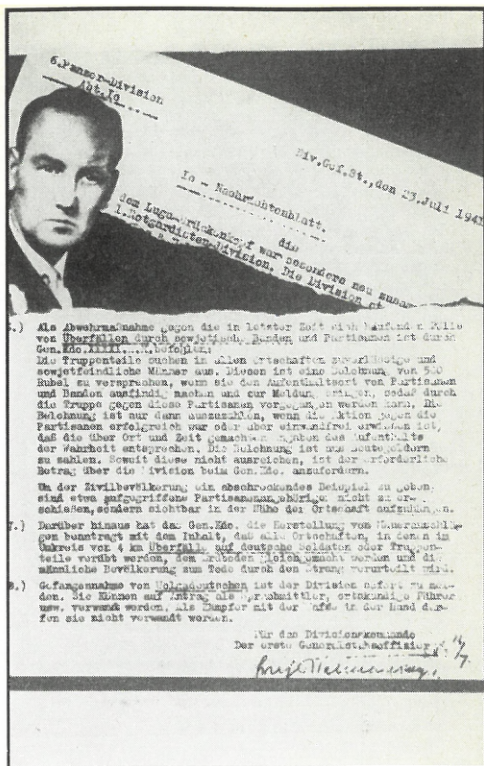 6.Panzer-Division
Abt.Ic
Div.Gef.St., den 23.Juli 1941
Ic - Nachrichtenblatt.
dem Luga-Brückenkopf war besonders neu
die
Division. Die Division
Als Abwehrmaßnahme gegen die in letzter Zeit sich Fälle
von Überfällen durch Banden und Partisanen ist durch
Gen.Kdo. befohlen:
Die Truppenteile suchen in allen Ortschaften zuverlässige und
sowjetfeindliche Männer aus. Diesen ist eine Belohnung von 500
Rubel zu versprechen, wenn sie den Aufenthaltsort von Partisanen
und Banden ausfindig machen und zur Meldung bringen, sodaß durch
die Truppe gegen diese Partisanen vorgegangen werden kann. Die
Belohnung ist nur dann auszuzahlen, wenn die Aktion gegen die
Partisanen erfolgreich war oder aber einwandfrei erwiesen ist,
daß die über Ort und Zeit gemachten Angaben des Aufenthalts
der Wahrheit entsprechen. Die Belohnung ist aus Beutegeldern
zu zahlen. Soweit diese nicht ausreichen, ist der erforderliche
Betrag über die Division beim Gen.Kdo. anzufordern.
Um der Zivilbevölkerung ein abschreckendes Beispiel zu geben,
sind etwa aufgegriffene Partisanenangehörige nicht zu er-
schießen, sondern sichtbar in der Nähe der Ortschaft aufzuhängen.
7.) Darüber hinaus hat das Gen.Kdo. die Herstellung von Maueranschlä-
gen beantragt mit dem Inhalt, daß alle Ortschaften, in denen im
Umkreis von 4 km Überfälle auf deutsche Soldaten oder Truppen-
teile verübt werden, dem Erdboden gleichgemacht werden und die
männliche Bevölkerung zum Tode durch den Strang verurteilt wird.
8.) Gefangennahme von Wolgadeutschen ist der Division sofort zu mel-
den. Sie können auf Antrag als Sprachmittler, ortskundige Führer
usw. verwandt werden. Als Kämpfer mit der Waffe in der Hand dür-
fen sie nicht verwandt werden.
Für das Divisionskommando
Der erste Generalstabsoffizier